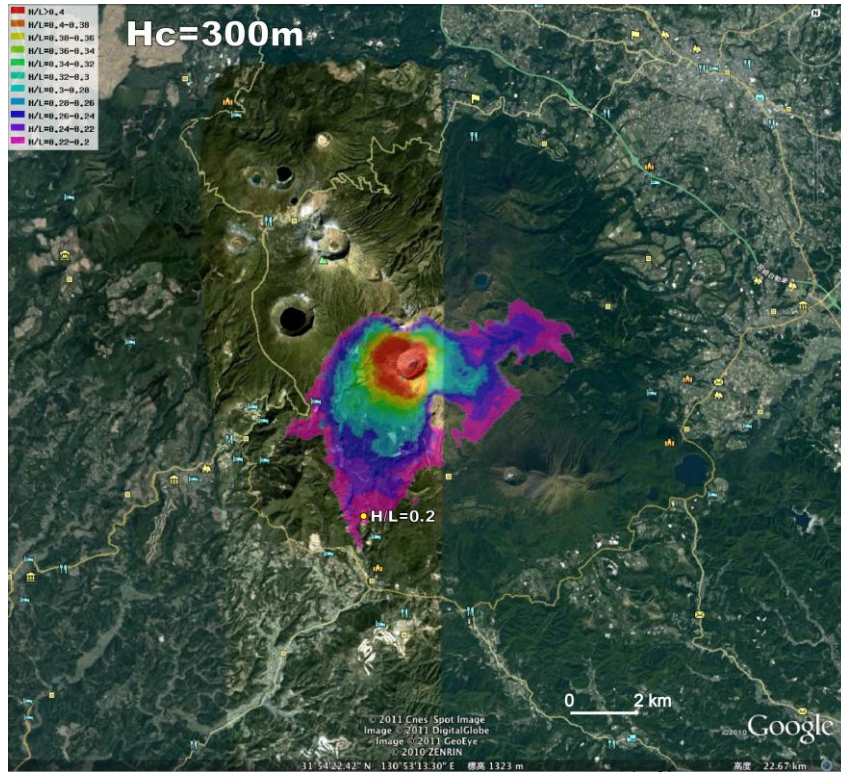 H/L>0.4
H/L=0.4-0.38
H/L=0.38-0.36
H/L=0.36-0.34
H/L=0.34-0.32
H/L=0.32-0.3
H/L=0.3-0.28
H/L=0.28-0.26
H/L=0.26-0.24
H/L=0.24-0.22
H/L=0.22-0.2
Hc=300m
N
H/L=0.2
0 2 km
© 2011 Cnes/Spot Image
Image © 2011 DigitalGlobe
Image © 2011 GeoEye
© 2010 ZENRIN
©2010 Google
31°54'22.42" N 130°53'13.30" E 標高 1323 m 高度 22.67 km